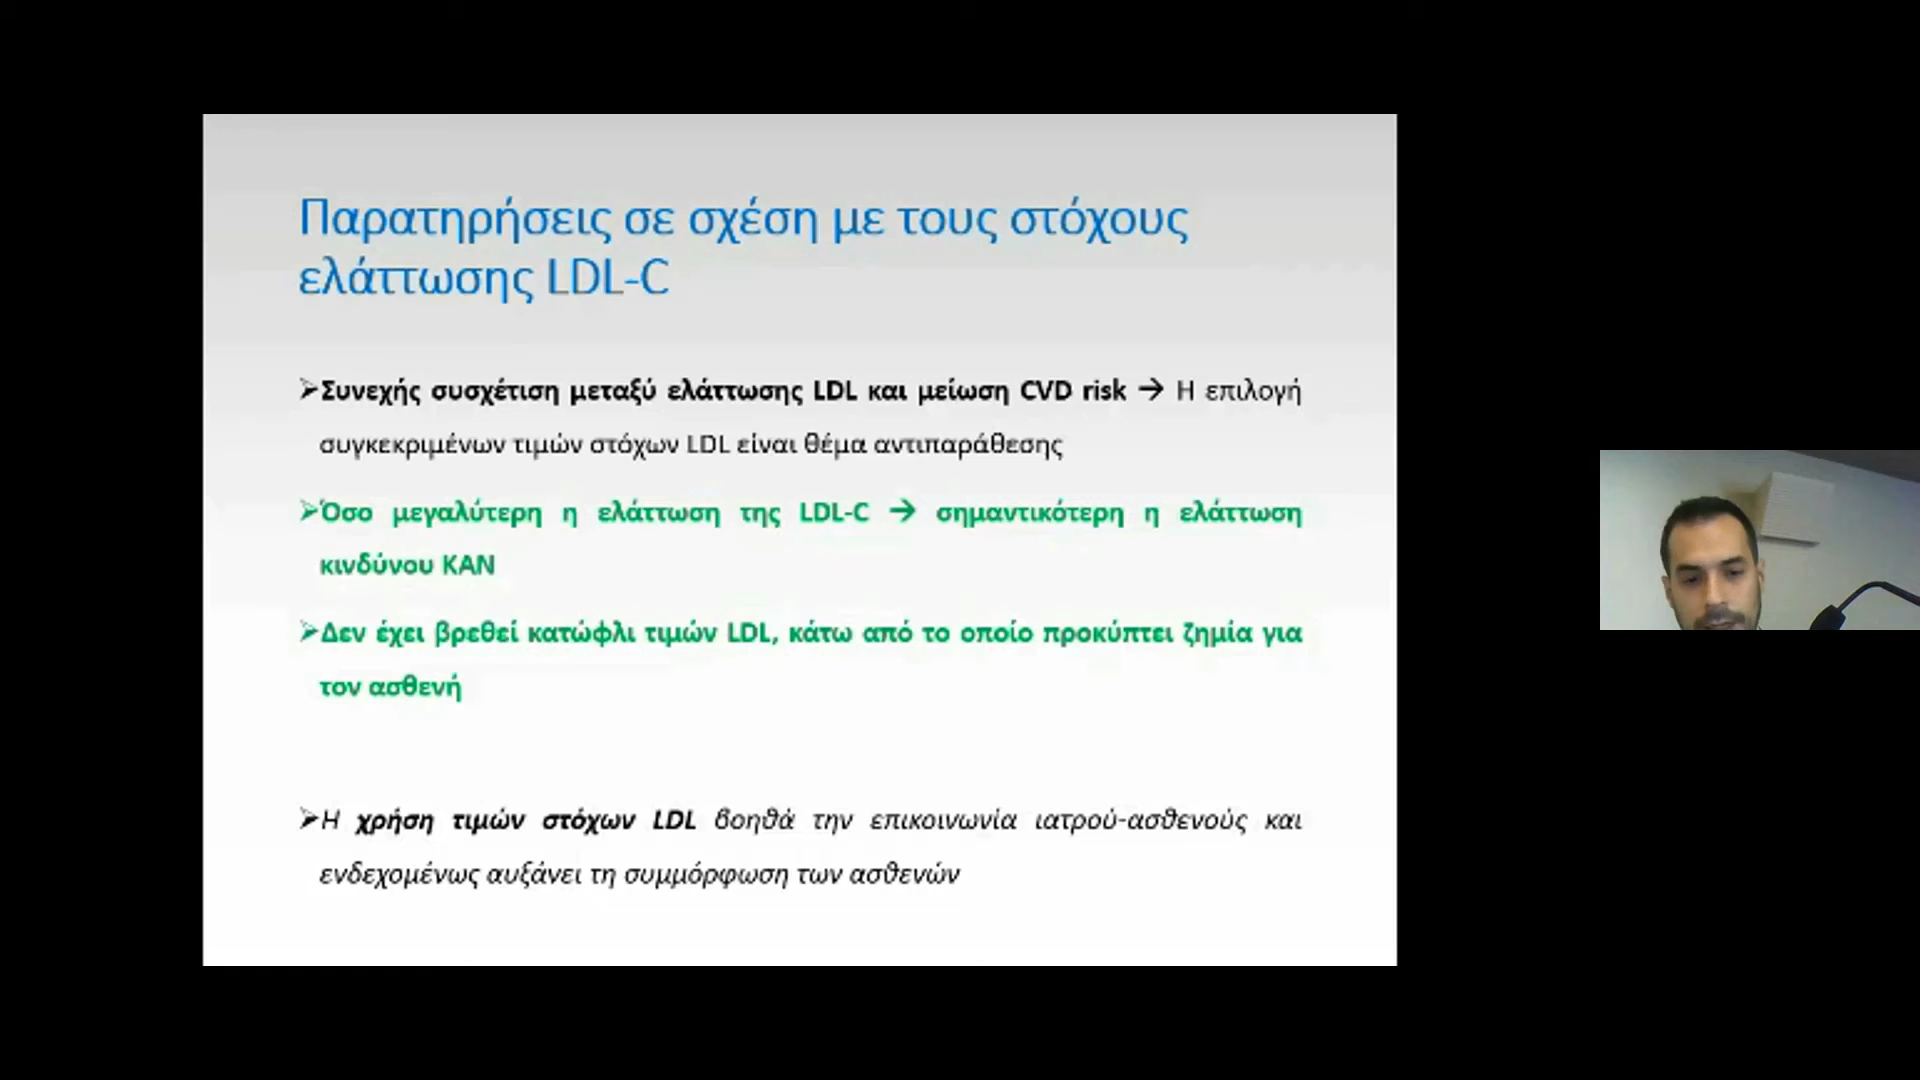 Παρατηρήσεις σε σχέση με τους στόχους
ελάττωσης LDL-C
➢Συνεχής συσχέτιση μεταξύ ελάττωσης LDL και μείωση CVD risk → Η επιλογή
συγκεκριμένων τιμών στόχων LDL είναι θέμα αντιπαράθεσης
➢Όσο μεγαλύτερη η ελάττωση της LDL-C → σημαντικότερη η ελάττωση
κινδύνου ΚΑΝ
➢Δεν έχει βρεθεί κατώφλι τιμών LDL, κάτω από το οποίο προκύπτει ζημία για
τον ασθενή
➢Η χρήση τιμών στόχων LDL βοηθά την επικοινωνία ιατρού-ασθενούς και
ενδεχομένως αυξάνει τη συμμόρφωση των ασθενών